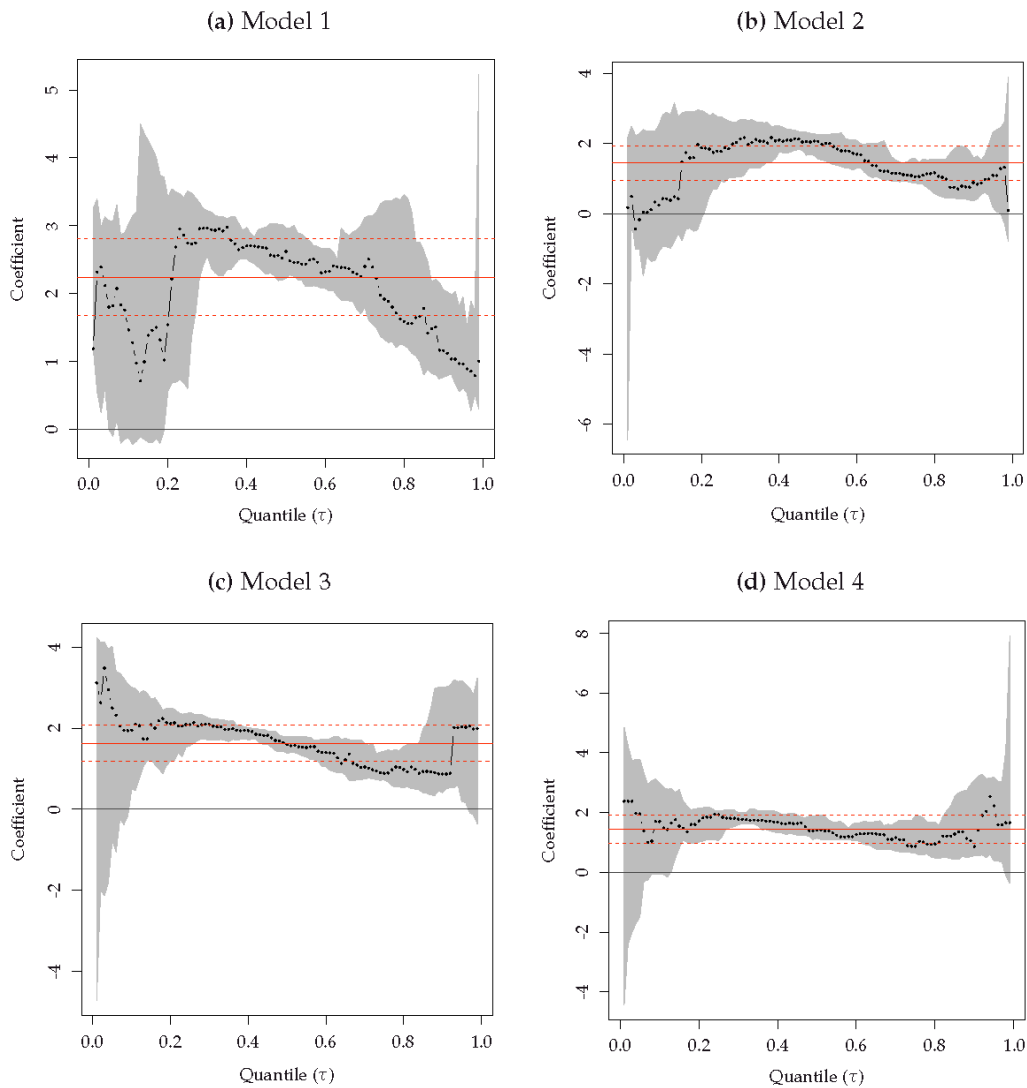 (a) Model 1
Coefficient
5
4
3
2
1
0
0.0 0.2 0.4 0.6 0.8 1.0
Quantile (τ)
(b) Model 2
Coefficient
4
2
0
-2
-4
-6
0.0 0.2 0.4 0.6 0.8 1.0
Quantile (τ)
(c) Model 3
Coefficient
4
2
0
-2
-4
0.0 0.2 0.4 0.6 0.8 1.0
Quantile (τ)
(d) Model 4
Coefficient
8
6
4
2
0
-2
-4
0.0 0.2 0.4 0.6 0.8 1.0
Quantile (τ)